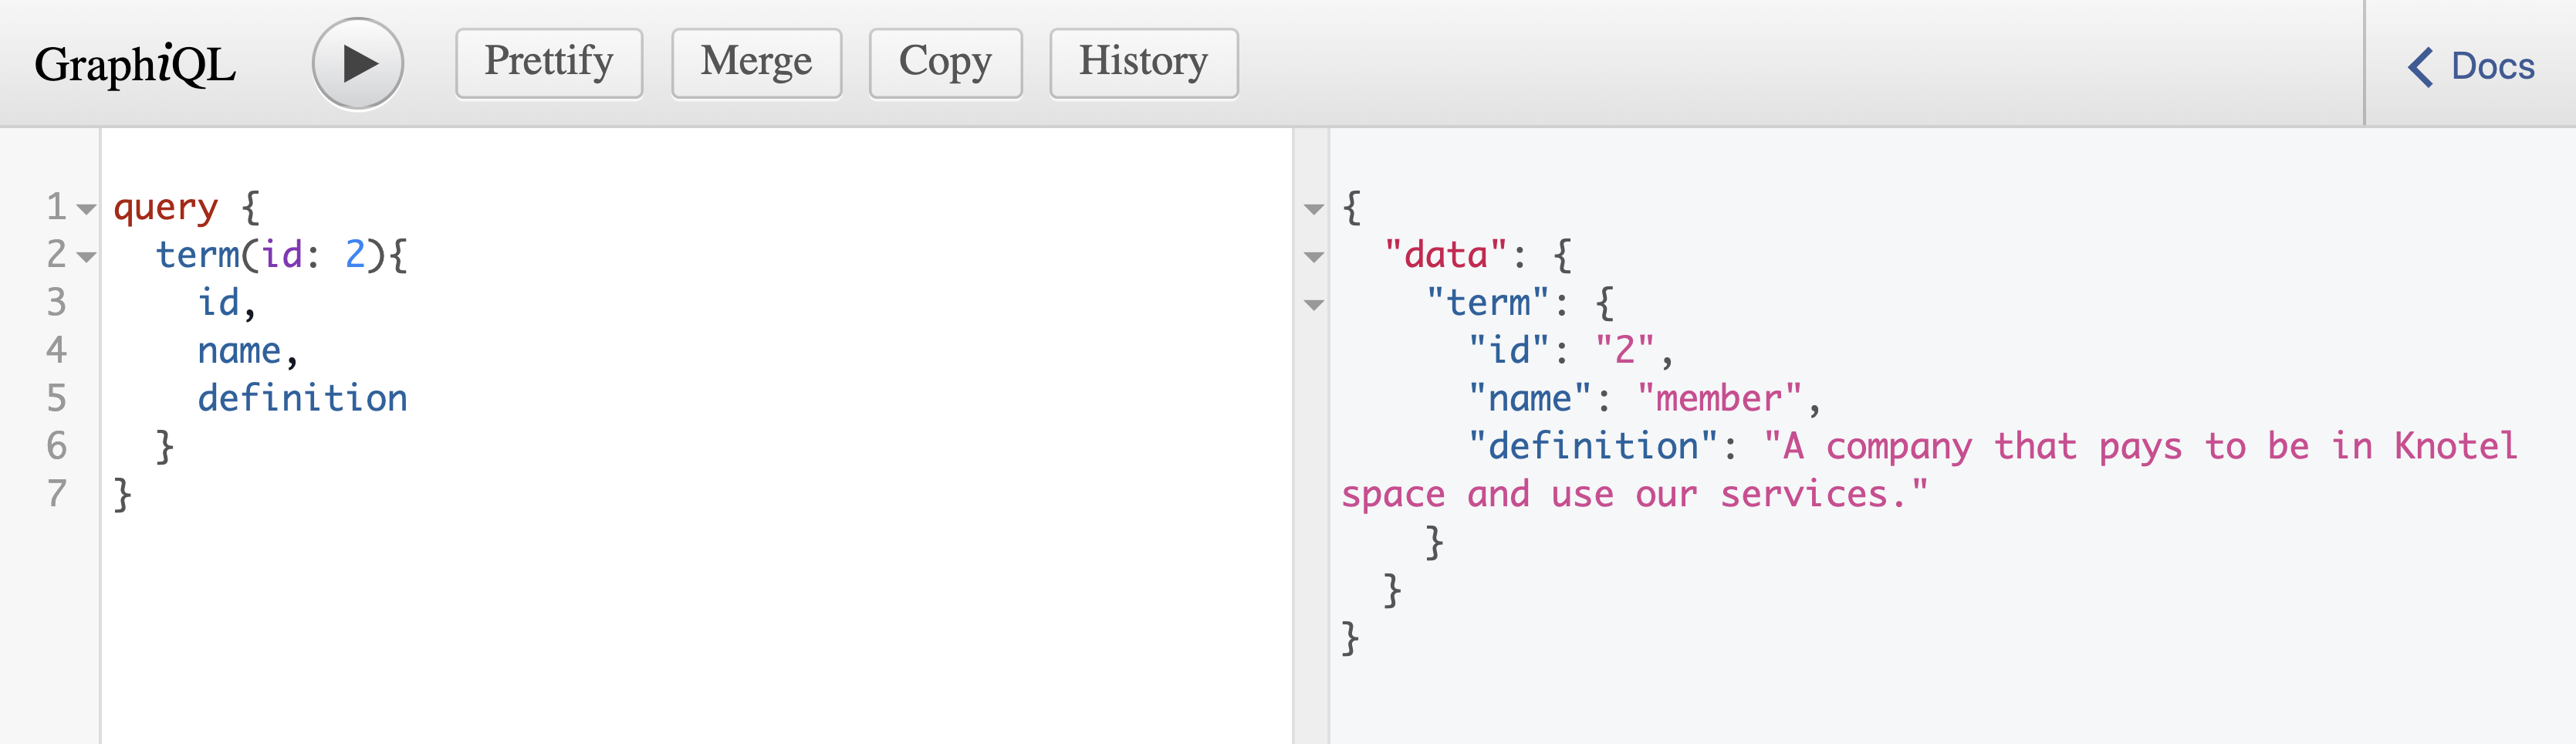 GraphiQL Prettify Merge Copy History Docs
1 query {
2 term(id: 2){
3 id,
4 name,
5 definition
6 }
7 }
{
"data": {
"term": {
"id": "2",
"name": "member",
"definition": "A company that pays to be in Knotel
space and use our services."
}
}
}